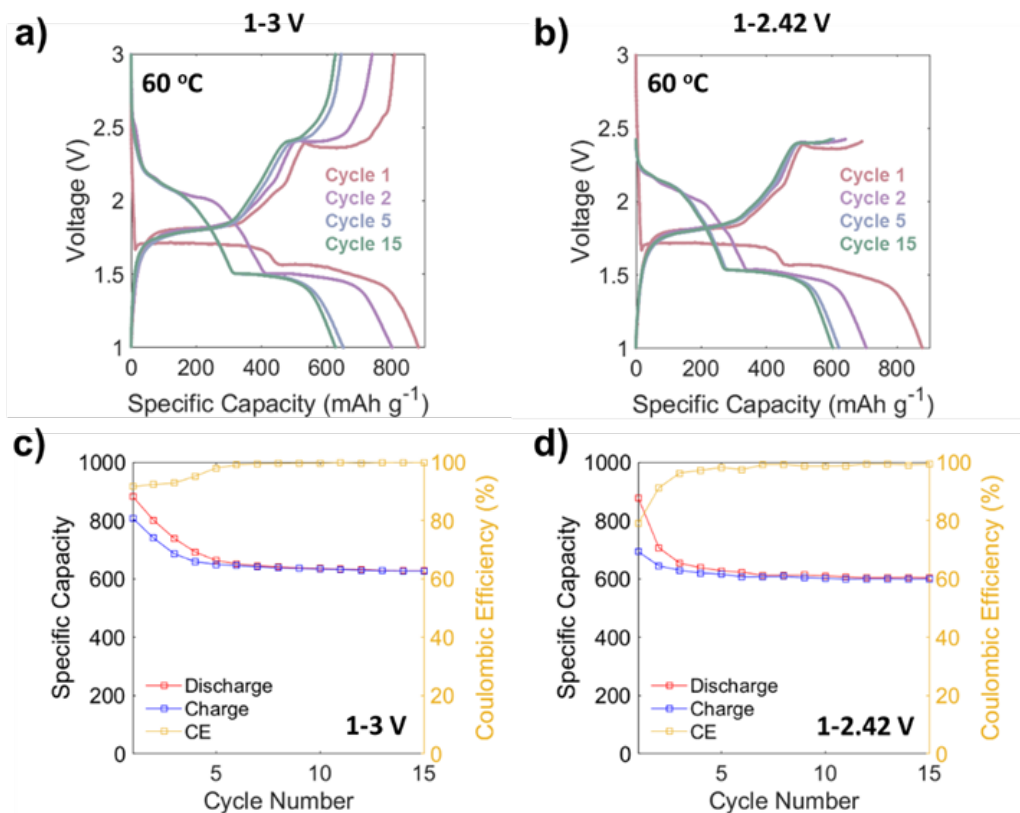 a)
1-3 V
60 °C
3
2.5
2
1.5
1
Voltage (V)
Cycle 1
Cycle 2
Cycle 5
Cycle 15
0 200 400 600 800
Specific Capacity (mAh g⁻¹)
b)
1-2.42 V
60 °C
3
2.5
2
1.5
1
Voltage (V)
Cycle 1
Cycle 2
Cycle 5
Cycle 15
0 200 400 600 800
Specific Capacity (mAh g⁻¹)
c)
1000
800
600
400
200
0
Specific Capacity
100
80
60
40
20
0
Coulombic Efficiency (%)
Discharge
Charge
CE
1-3 V
5 10 15
Cycle Number
d)
1000
800
600
400
200
0
Specific Capacity
100
80
60
40
20
0
Coulombic Efficiency (%)
Discharge
Charge
CE
1-2.42 V
5 10 15
Cycle Number